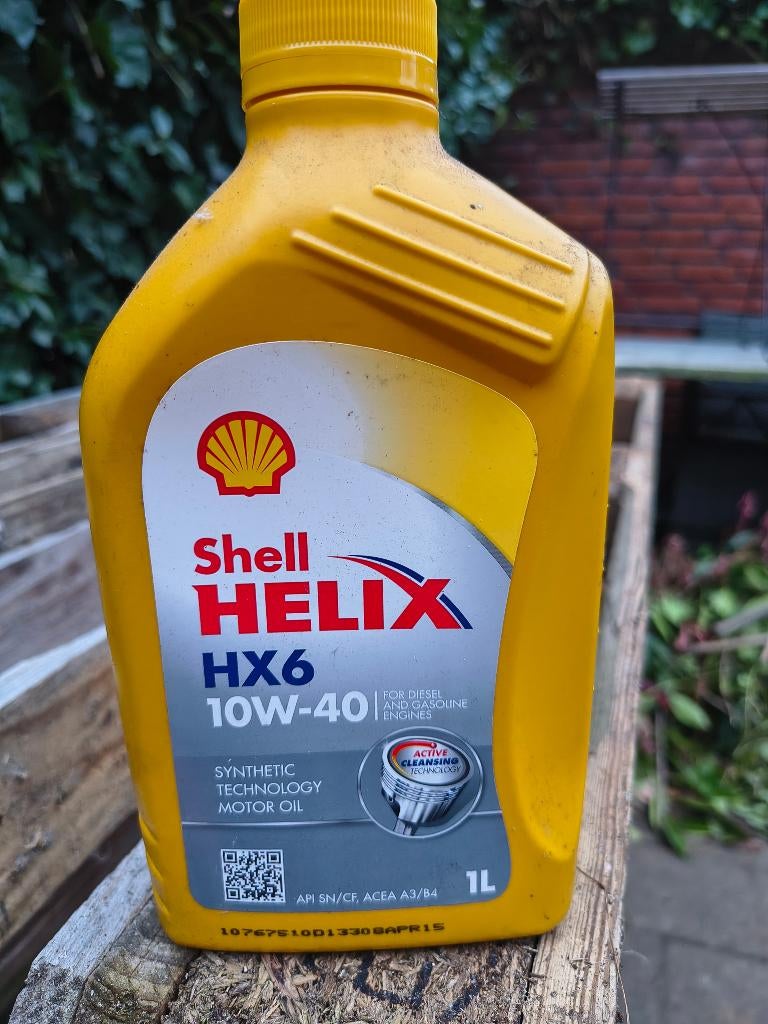 Shell
HELIX
HX6
10W-40
FOR DIESEL
AND GASOLINE
ENGINES
ACTIVE
CLEANSING
TECHNOLOGY
SYNTHETIC
TECHNOLOGY
MOTOR OIL
API SN/CF, ACEA A3/B4
1L
10767510D13308APR15